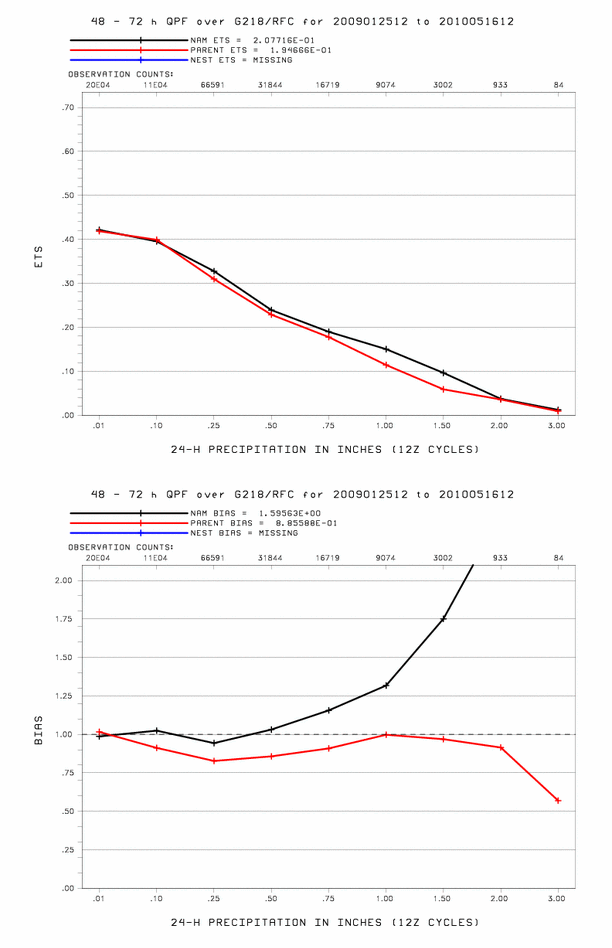 48 - 72 h QPF over G218/RFC for 2009012512 to 2010051612
NAM ETS = 2.07716E-01
PARENT ETS = 1.94666E-01
NEST ETS = MISSING
OBSERVATION COUNTS:
20E04 11E04 66591 31844 16719 9074 3002 933 84
.70
.60
.50
.40
.30
.20
.10
.00
ETS
.01 .10 .25 .50 .75 1.00 1.50 2.00 3.00
24-H PRECIPITATION IN INCHES (12Z CYCLES)
48 - 72 h QPF over G218/RFC for 2009012512 to 2010051612
NAM BIAS = 1.59563E+00
PARENT BIAS = 8.85588E-01
NEST BIAS = MISSING
OBSERVATION COUNTS:
20E04 11E04 66591 31844 16719 9074 3002 933 84
2.00
1.75
1.50
1.25
1.00
.75
.50
.25
.00
BIAS
.01 .10 .25 .50 .75 1.00 1.50 2.00 3.00
24-H PRECIPITATION IN INCHES (12Z CYCLES)